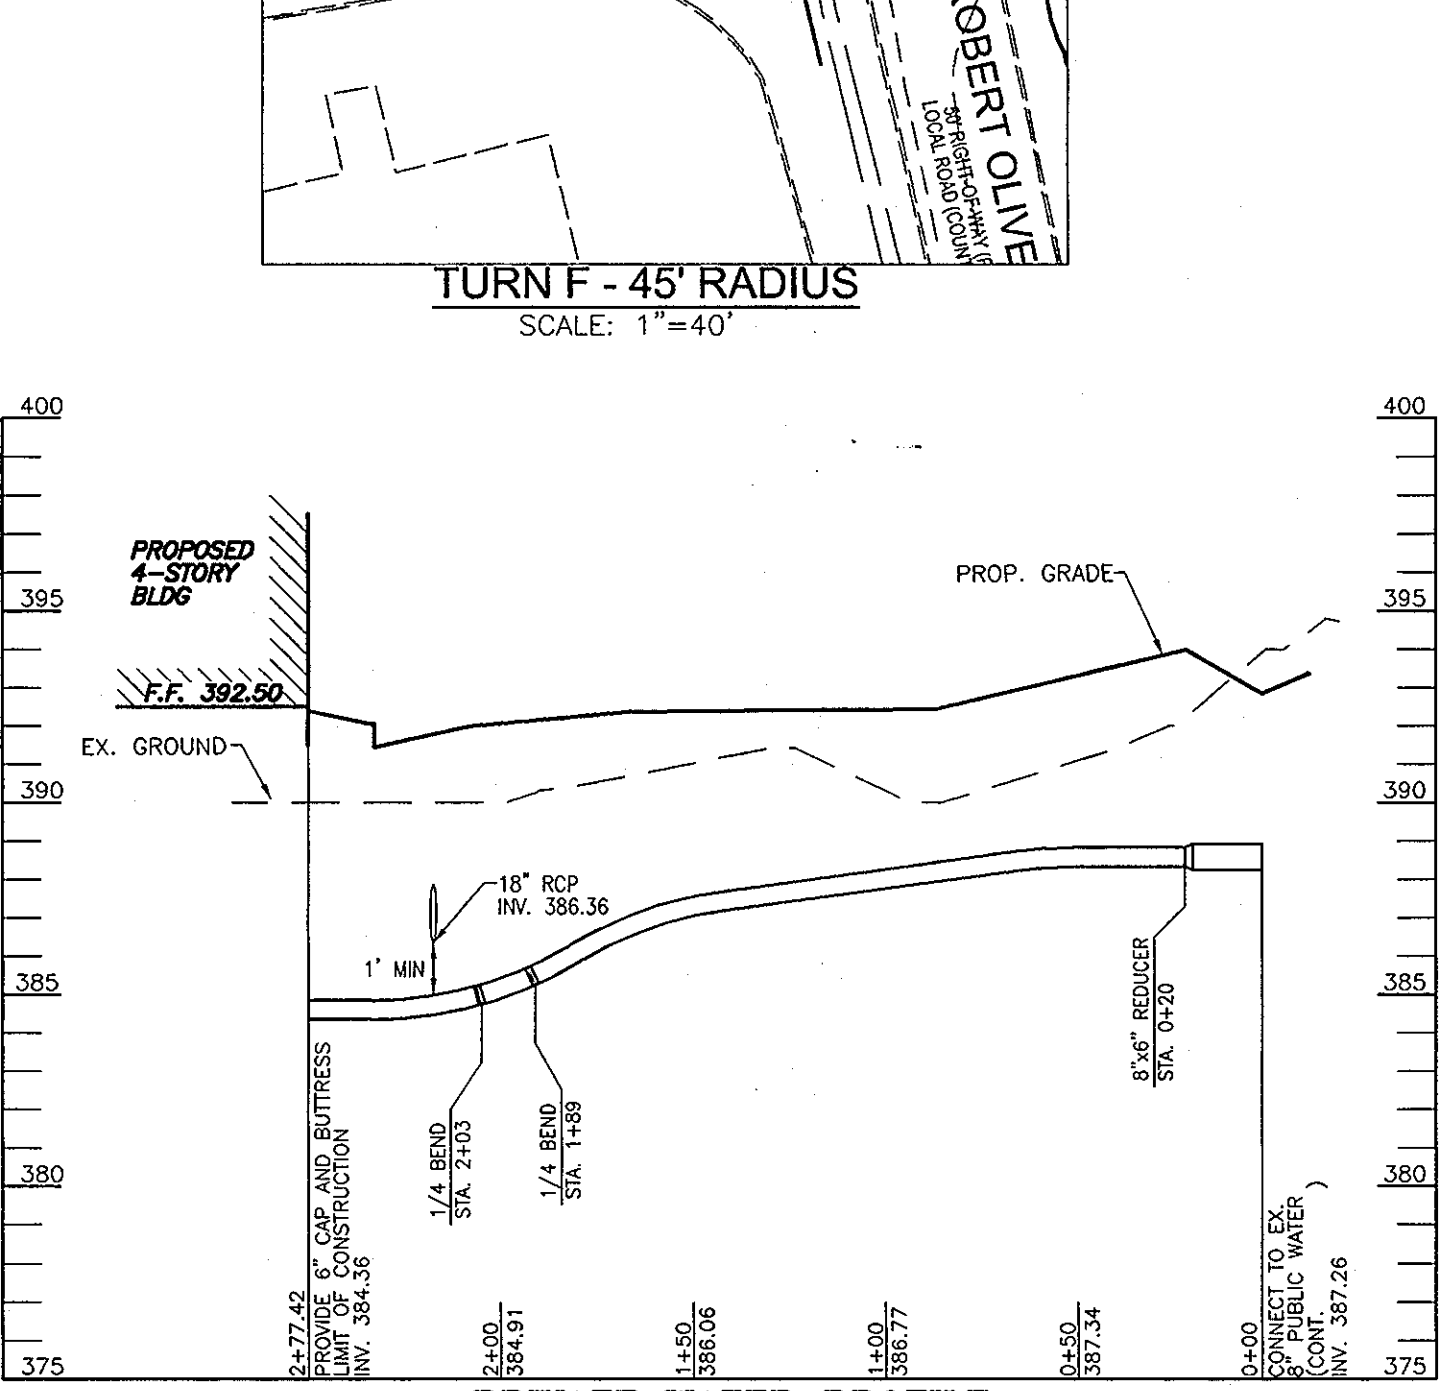 ROBERT OLIVE
50' RIGHT-OF-WAY (P
LOCAL ROAD (COUN
TURN F - 45' RADIUS
SCALE: 1"=40'
400
400
PROPOSED
4-STORY
BLDG
PROP. GRADE
395
395
F.F. 392.50
EX. GROUND
390
390
18" RCP
INV. 386.36
1' MIN
385
385
8"x6" REDUCER
STA. 0+20
1/4 BEND
STA. 2+03
1/4 BEND
STA. 1+89
380
380
2+77.42
PROVIDE 6" CAP AND BUTTRESS
LIMIT OF CONSTRUCTION
INV. 384.36
2+00
384.91
1+50
386.06
1+00
386.77
0+50
387.34
0+00
CONNECT TO EX.
8" PUBLIC WATER
(CONT. )
INV. 387.26
375
375